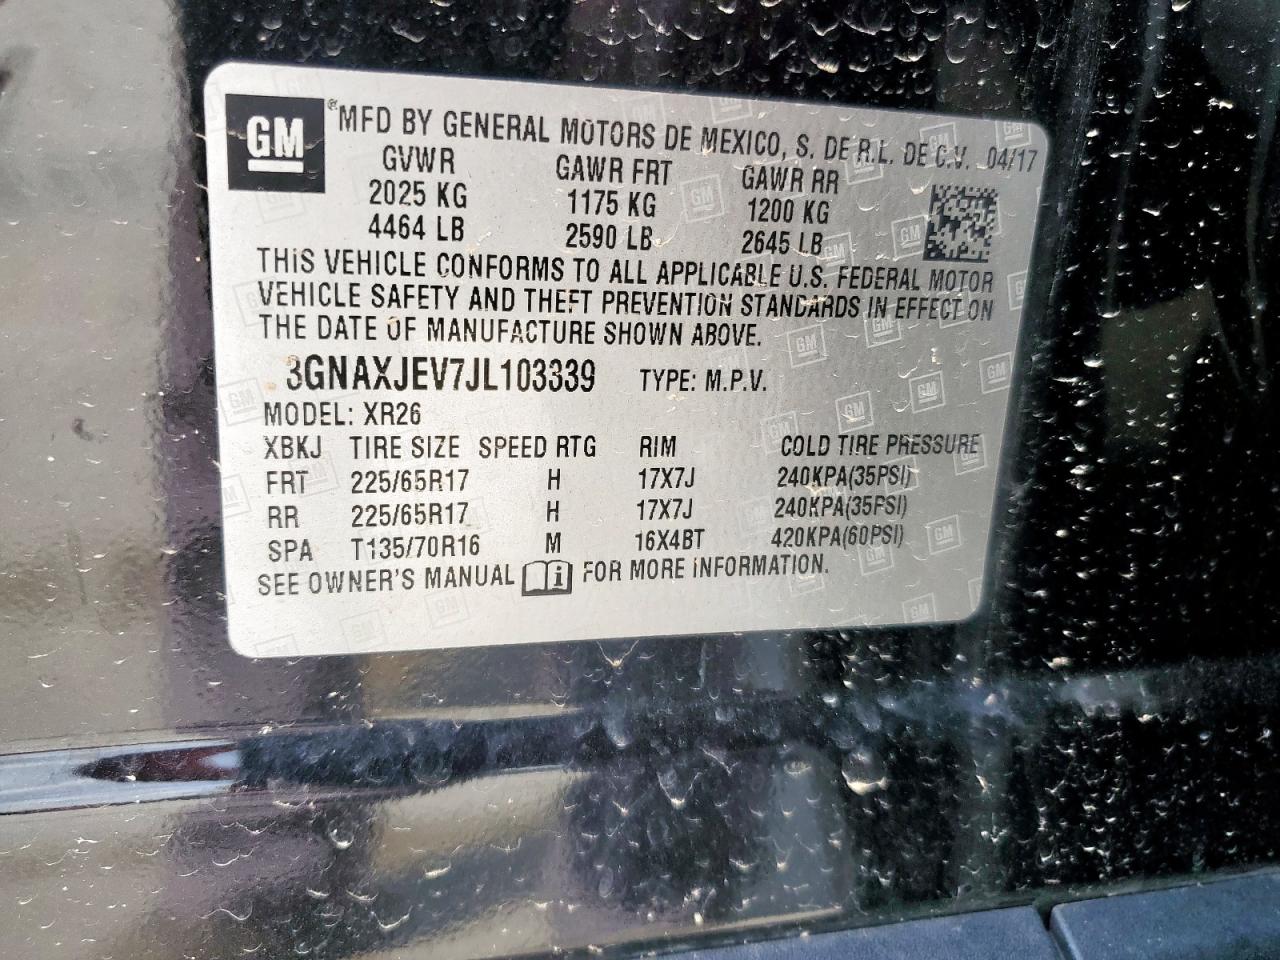 GM ® MFD BY GENERAL MOTORS DE MEXICO, S. DE R.L. DE C.V. 04/17
GVWR GAWR FRT GAWR RR
2025 KG 1175 KG 1200 KG
4464 LB 2590 LB 2645 LB
THIS VEHICLE CONFORMS TO ALL APPLICABLE U.S. FEDERAL MOTOR
VEHICLE SAFETY AND THEFT PREVENTION STANDARDS IN EFFECT ON
THE DATE OF MANUFACTURE SHOWN ABOVE.
3GNAXJEV7JL103339 TYPE: M.P.V.
MODEL: XR26
XBKJ TIRE SIZE SPEED RTG RIM COLD TIRE PRESSURE
FRT 225/65R17 H 17X7J 240KPA(35PSI)
RR 225/65R17 H 17X7J 240KPA(35PSI)
SPA T135/70R16 M 16X4BT 420KPA(60PSI)
SEE OWNER'S MANUAL i FOR MORE INFORMATION.